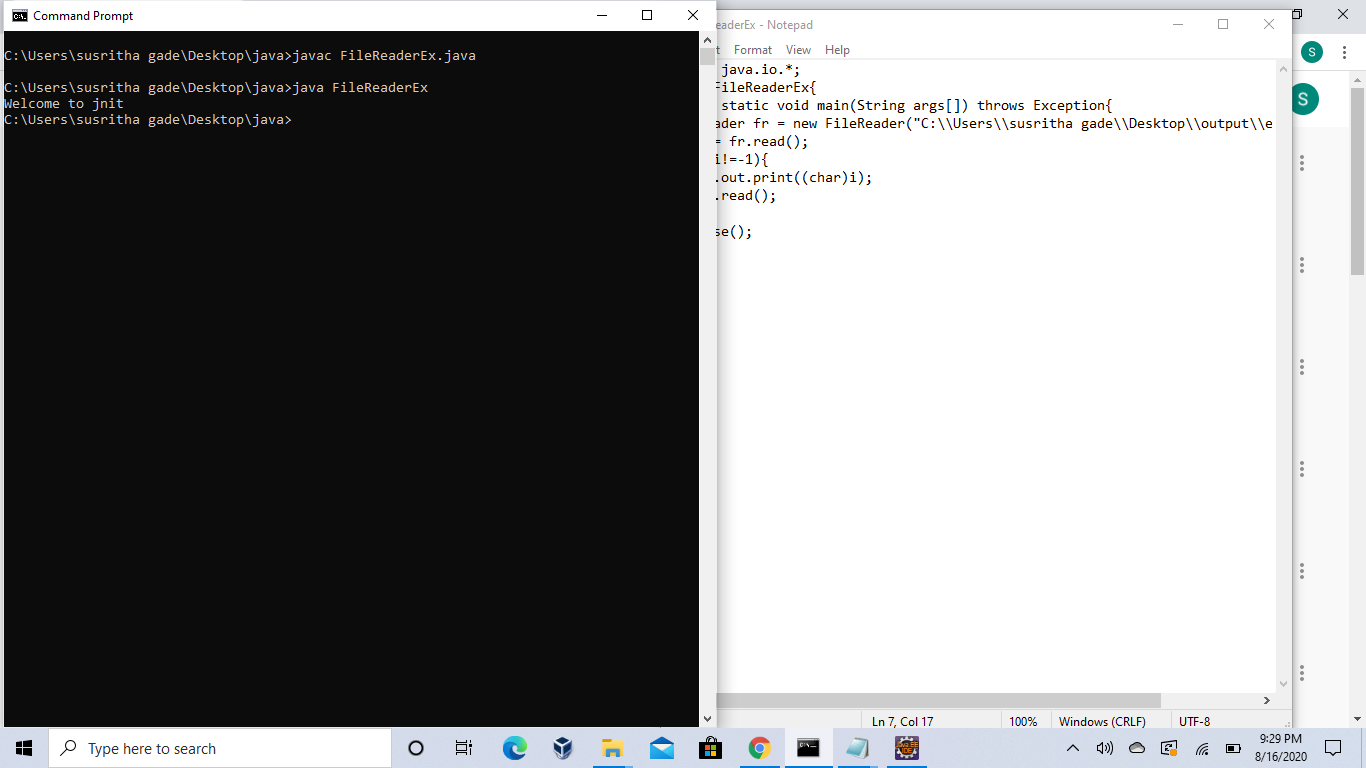 Command Prompt
C:\Users\susritha gade\Desktop\java>javac FileReaderEx.java
C:\Users\susritha gade\Desktop\java>java FileReaderEx
Welcome to jnit
C:\Users\susritha gade\Desktop\java>
eaderEx - Notepad
t Format View Help
java.io.*;
FileReaderEx{
static void main(String args[]) throws Exception{
ader fr = new FileReader("C:\\Users\\susritha gade\\Desktop\\output\\e
= fr.read();
i!=-1){
.out.print((char)i);
.read();
se();
Ln 7, Col 17 100% Windows (CRLF) UTF-8
S
S
Type here to search
9:29 PM
8/16/2020